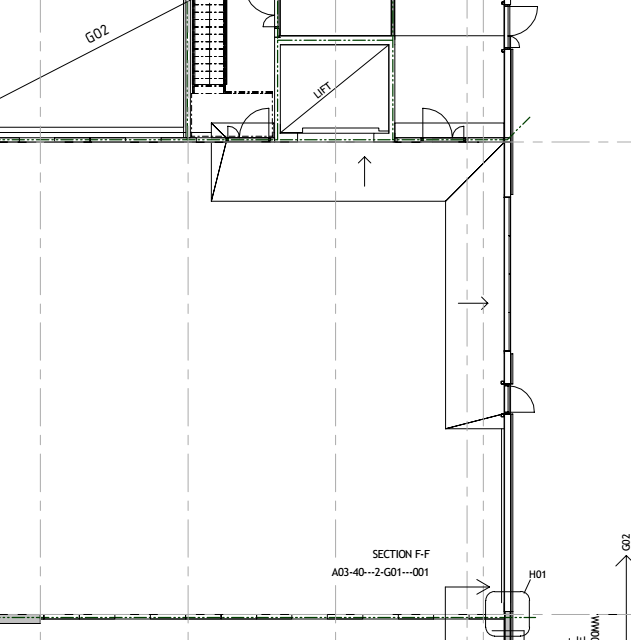 G02
LIFT
SECTION F-F
A03-40---2-G01---001
H01
G02